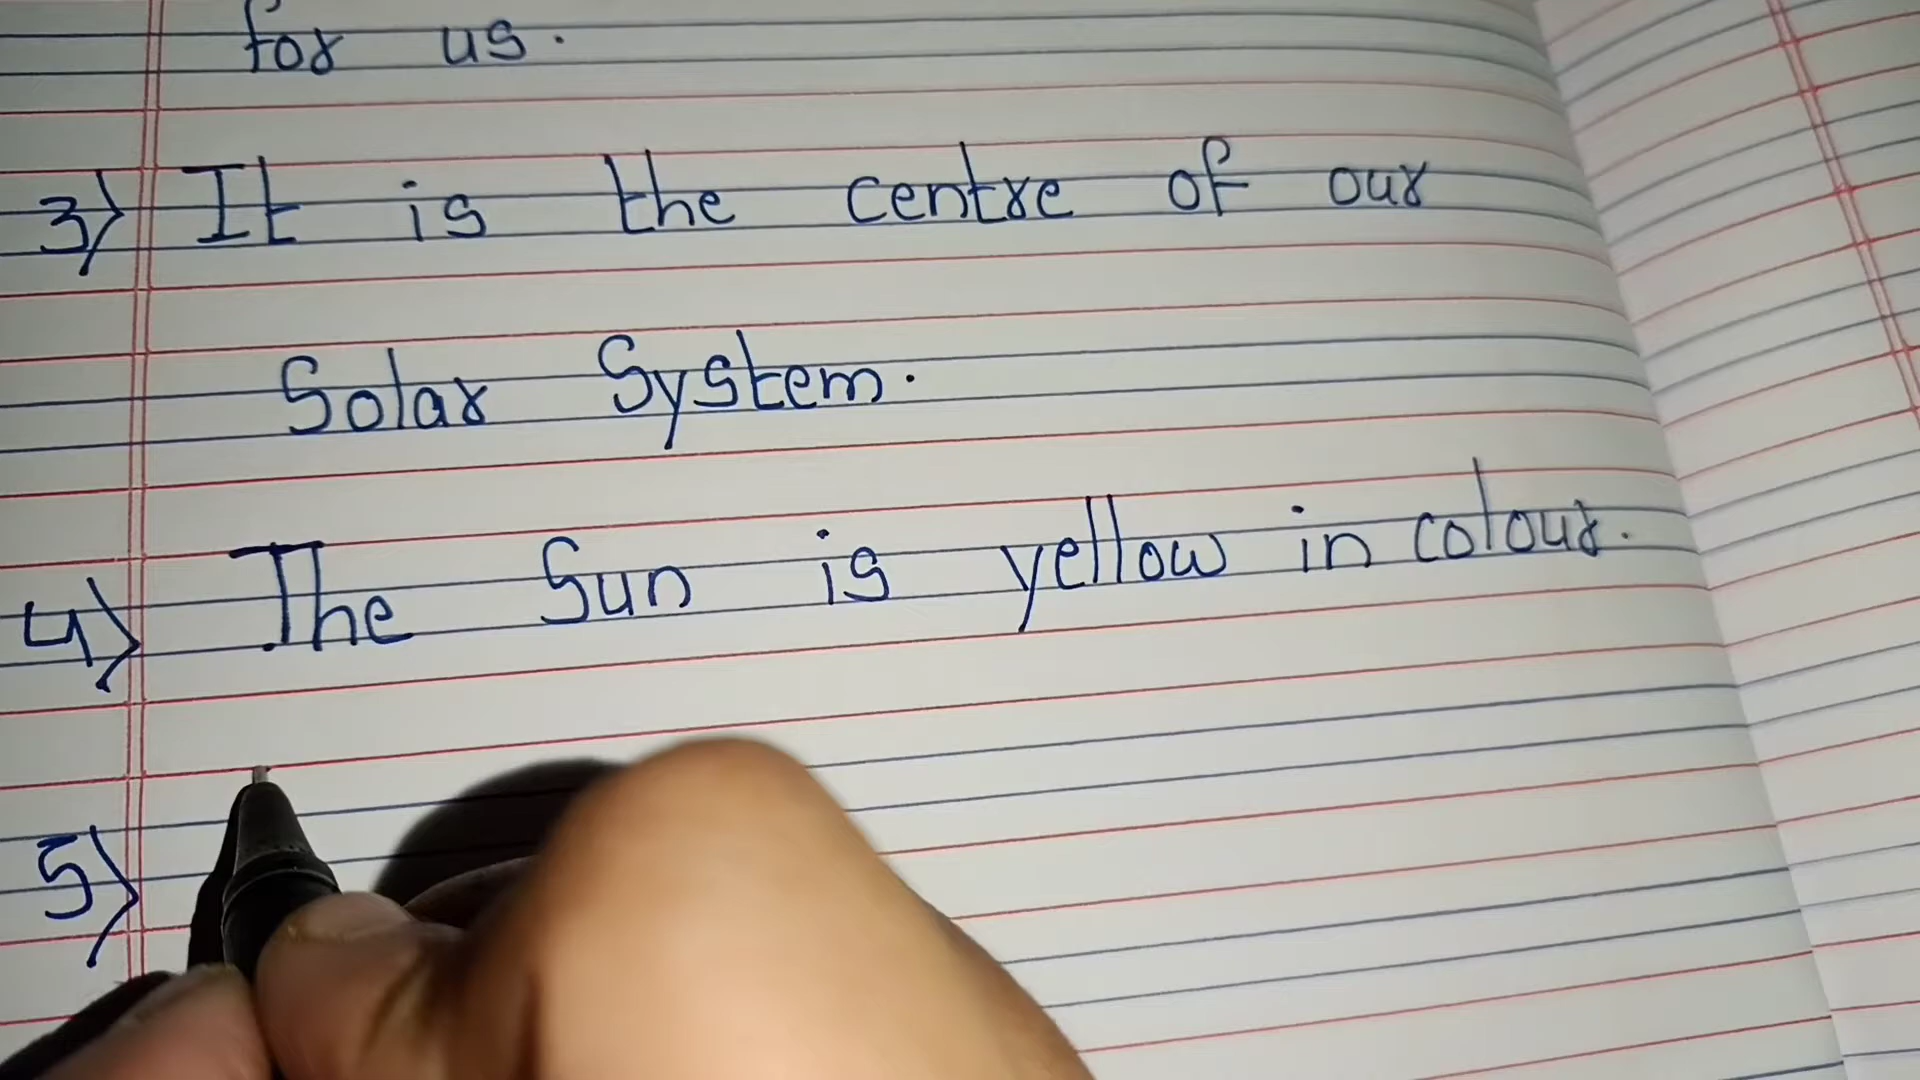 for us.
3) It is the centre of our
Solar System.
4) The Sun is yellow in colour.
5)